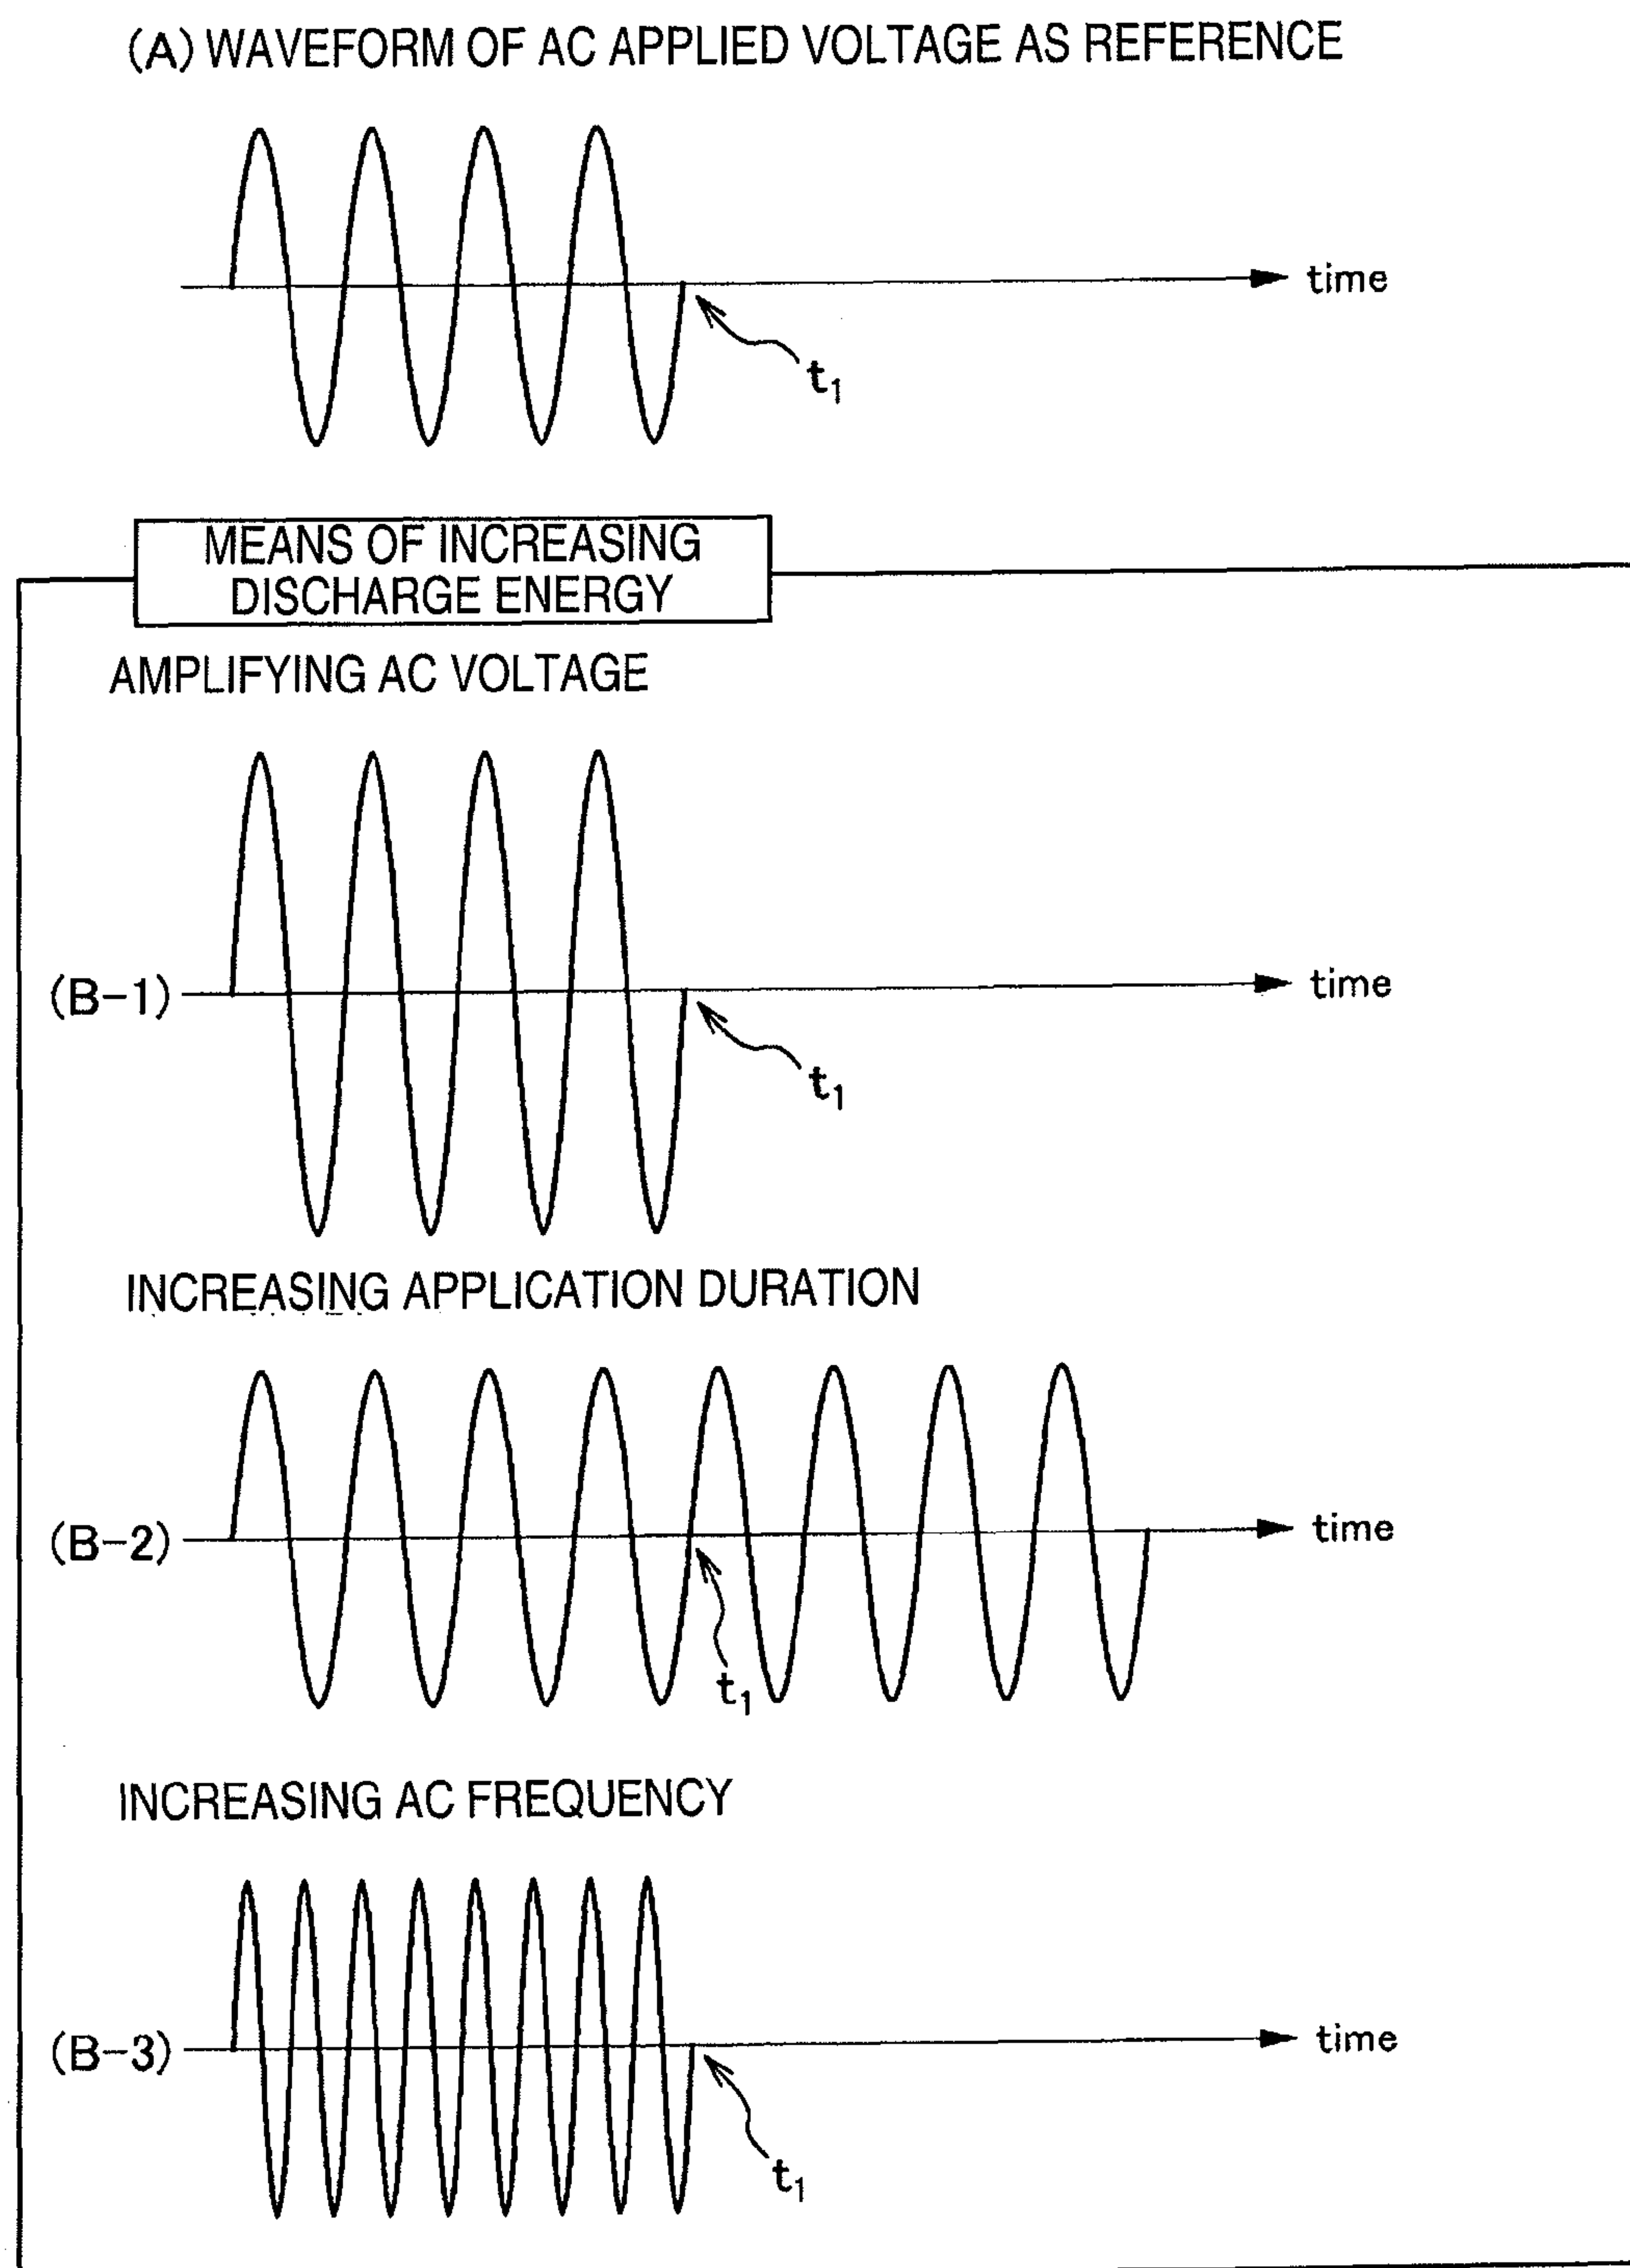 (A) WAVEFORM OF AC APPLIED VOLTAGE AS REFERENCE
time
t₁
MEANS OF INCREASING
DISCHARGE ENERGY
AMPLIFYING AC VOLTAGE
(B-1)
time
t₁
INCREASING APPLICATION DURATION
(B-2)
time
t₁
INCREASING AC FREQUENCY
(B-3)
time
t₁